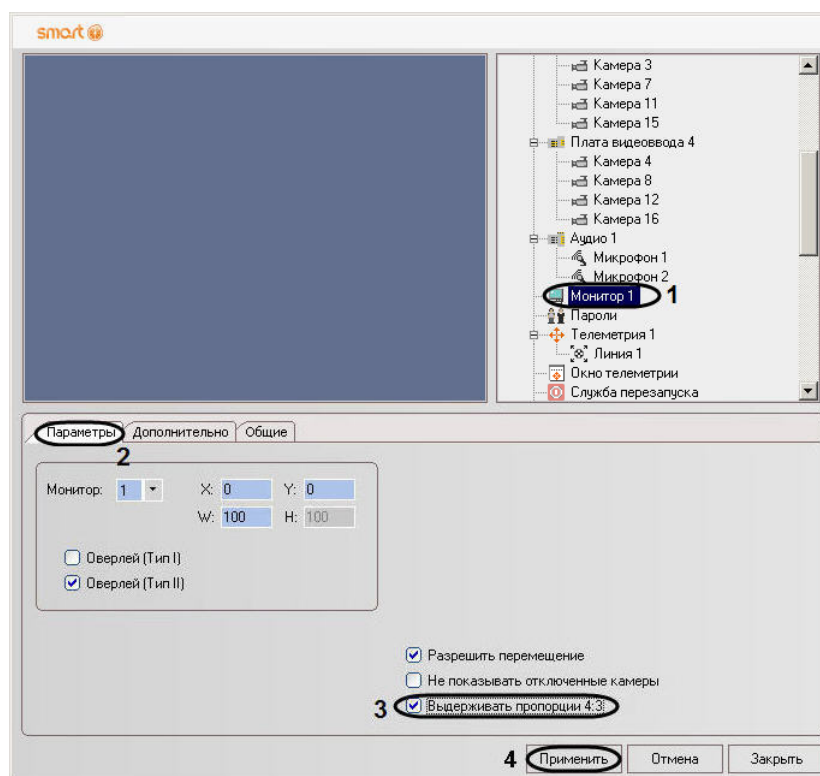 smart
Камера 3
Камера 7
Камера 11
Камера 15
Плата видеоввода 4
Камера 4
Камера 8
Камера 12
Камера 16
Аудио 1
Микрофон 1
Микрофон 2
Монитор 1 1
Пароли
Телеметрия 1
Линия 1
Окно телеметрии
Служба перезапуска
Параметры Дополнительно Общие
2
Монитор: 1 X: 0 Y: 0
W: 100 H: 100
Оверлей (Тип I)
Оверлей (Тип II)
Разрешить перемещение
Не показывать отключенные камеры
3 Выдерживать пропорции 4:3
4 Применить Отмена Закрыть